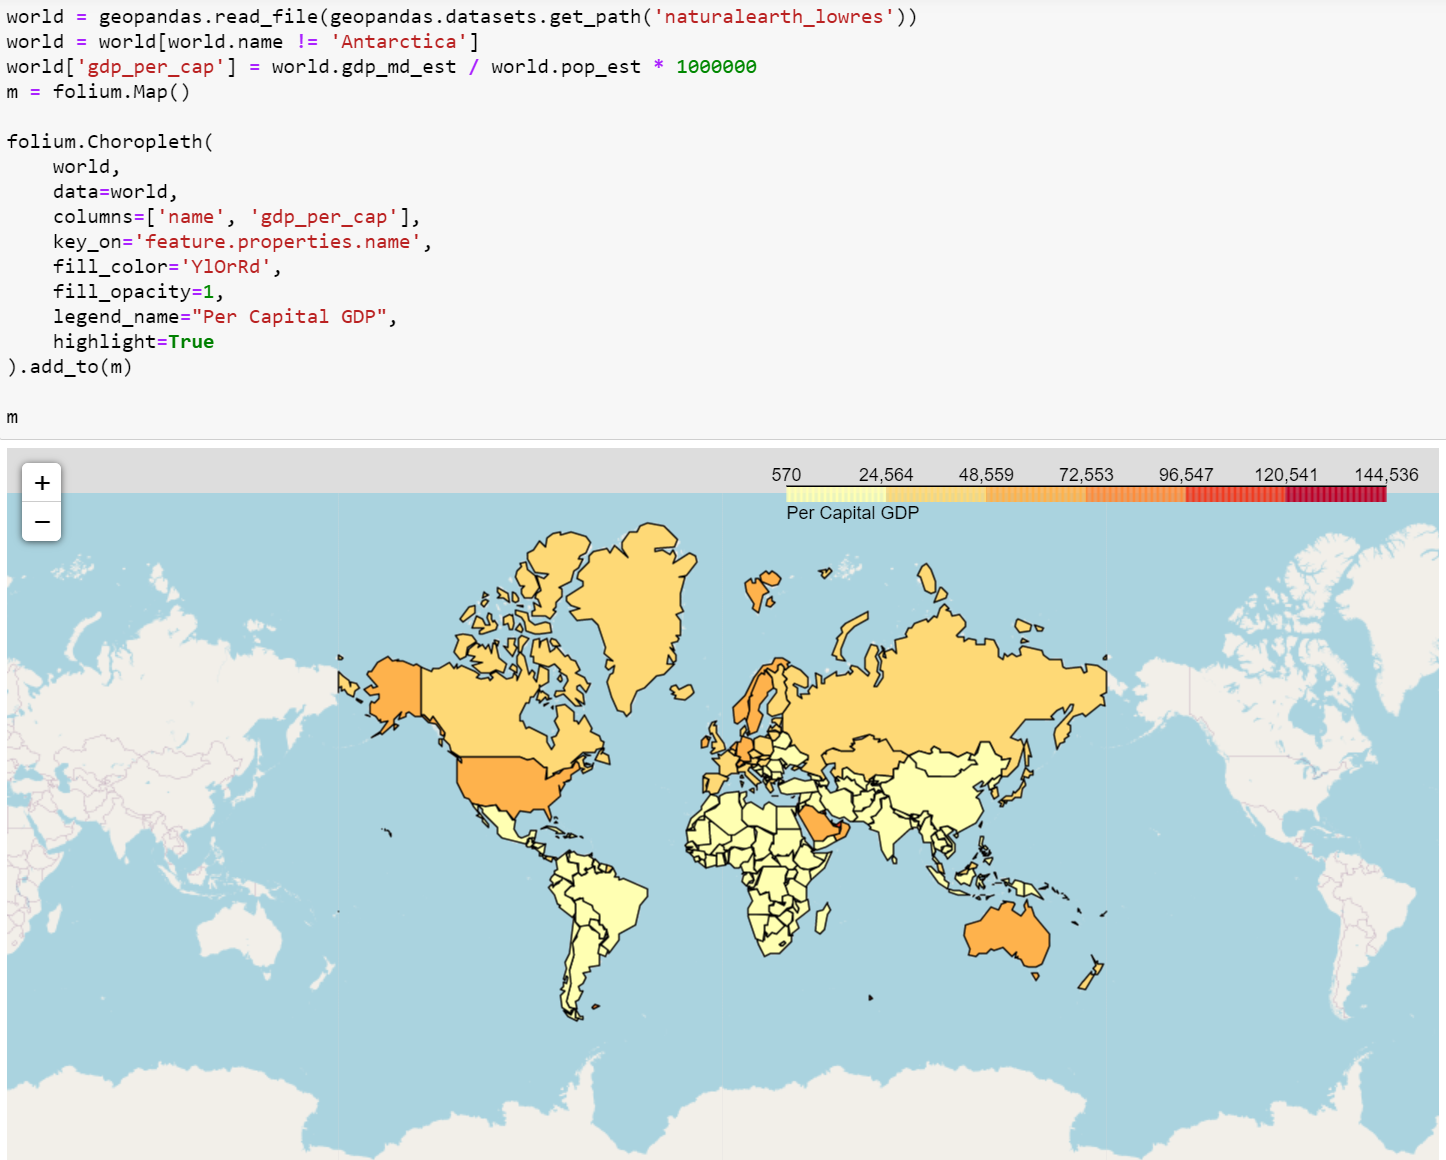 world = geopandas.read_file(geopandas.datasets.get_path('naturalearth_lowres'))
world = world[world.name != 'Antarctica']
world['gdp_per_cap'] = world.gdp_md_est / world.pop_est * 1000000
m = folium.Map()
folium.Choropleth(
    world,
    data=world,
    columns=['name', 'gdp_per_cap'],
    key_on='feature.properties.name',
    fill_color='YlOrRd',
    fill_opacity=1,
    legend_name="Per Capital GDP",
    highlight=True
).add_to(m)
m
+
−
570 24,564 48,559 72,553 96,547 120,541 144,536
Per Capital GDP